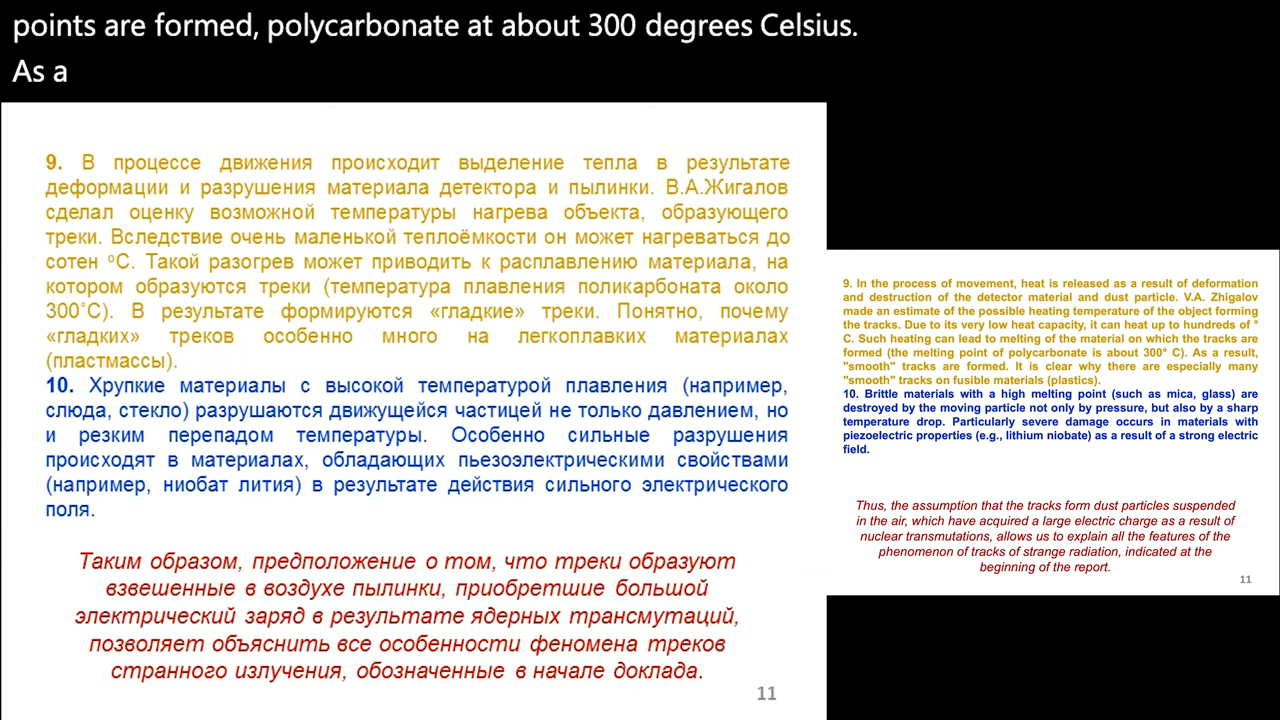 points are formed, polycarbonate at about 300 degrees Celsius.
As a
9. В процессе движения происходит выделение тепла в результате
деформации и разрушения материала детектора и пылинки. В.А.Жигалов
сделал оценку возможной температуры нагрева объекта, образующего
треки. Вследствие очень маленькой теплоёмкости он может нагреваться до
сотен ⁰С. Такой разогрев может приводить к расплавлению материала, на
котором образуются треки (температура плавления поликарбоната около
300˚С). В результате формируются «гладкие» треки. Понятно, почему
«гладких» треков особенно много на легкоплавких материалах
(пластмассы).
10. Хрупкие материалы с высокой температурой плавления (например,
слюда, стекло) разрушаются движущейся частицей не только давлением, но
и резким перепадом температуры. Особенно сильные разрушения
происходят в материалах, обладающих пьезоэлектрическими свойствами
(например, ниобат лития) в результате действия сильного электрического
поля.
Таким образом, предположение о том, что треки образуют
взвешенные в воздухе пылинки, приобретшие большой
электрический заряд в результате ядерных трансмутаций,
позволяет объяснить все особенности феномена треков
странного излучения, обозначенные в начале доклада.
11
9. In the process of movement, heat is released as a result of deformation
and destruction of the detector material and dust particle. V.A. Zhigalov
made an estimate of the possible heating temperature of the object forming
the tracks. Due to its very low heat capacity, it can heat up to hundreds of °
C. Such heating can lead to melting of the material on which the tracks are
formed (the melting point of polycarbonate is about 300° C). As a result,
"smooth" tracks are formed. It is clear why there are especially many
"smooth" tracks on fusible materials (plastics).
10. Brittle materials with a high melting point (such as mica, glass) are
destroyed by the moving particle not only by pressure, but also by a sharp
temperature drop. Particularly severe damage occurs in materials with
piezoelectric properties (e.g., lithium niobate) as a result of a strong electric
field.
Thus, the assumption that the tracks form dust particles suspended
in the air, which have acquired a large electric charge as a result of
nuclear transmutations, allows us to explain all the features of the
phenomenon of tracks of strange radiation, indicated at the
beginning of the report.
11